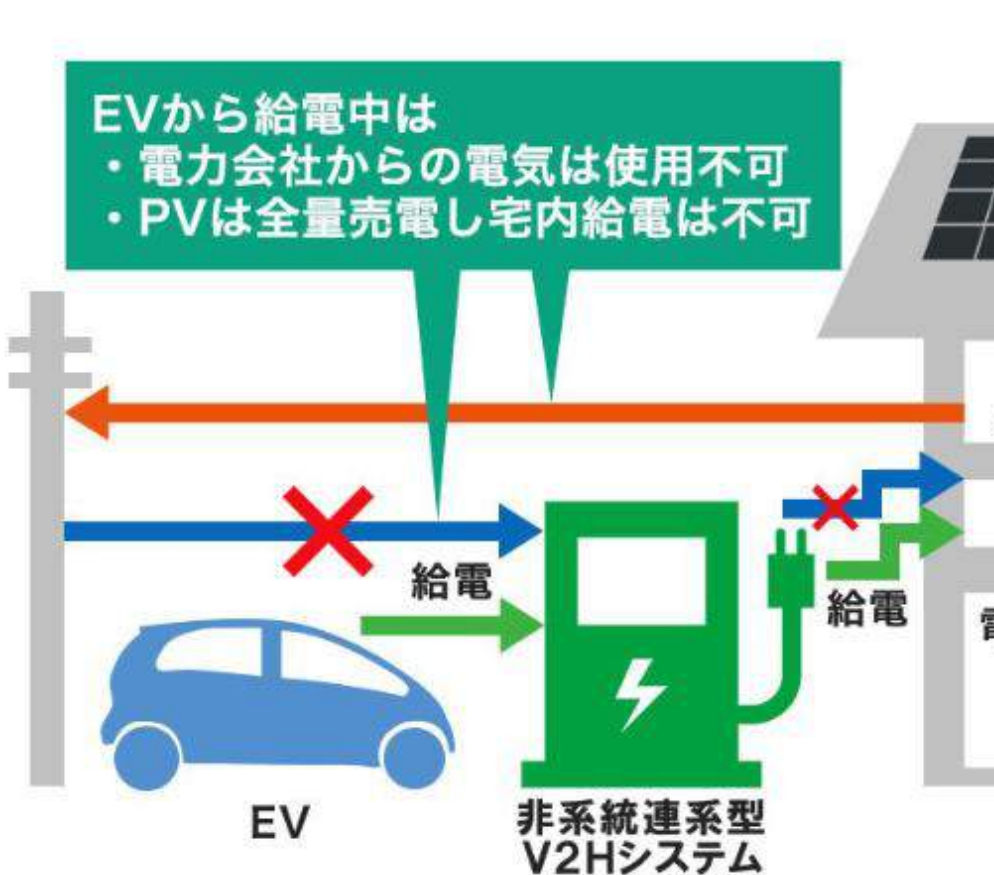 EVから給電中は
・電力会社からの電気は使用不可
・PVは全量売電し宅内給電は不可
給電
給電
EV
非系統連系型
V2Hシステム